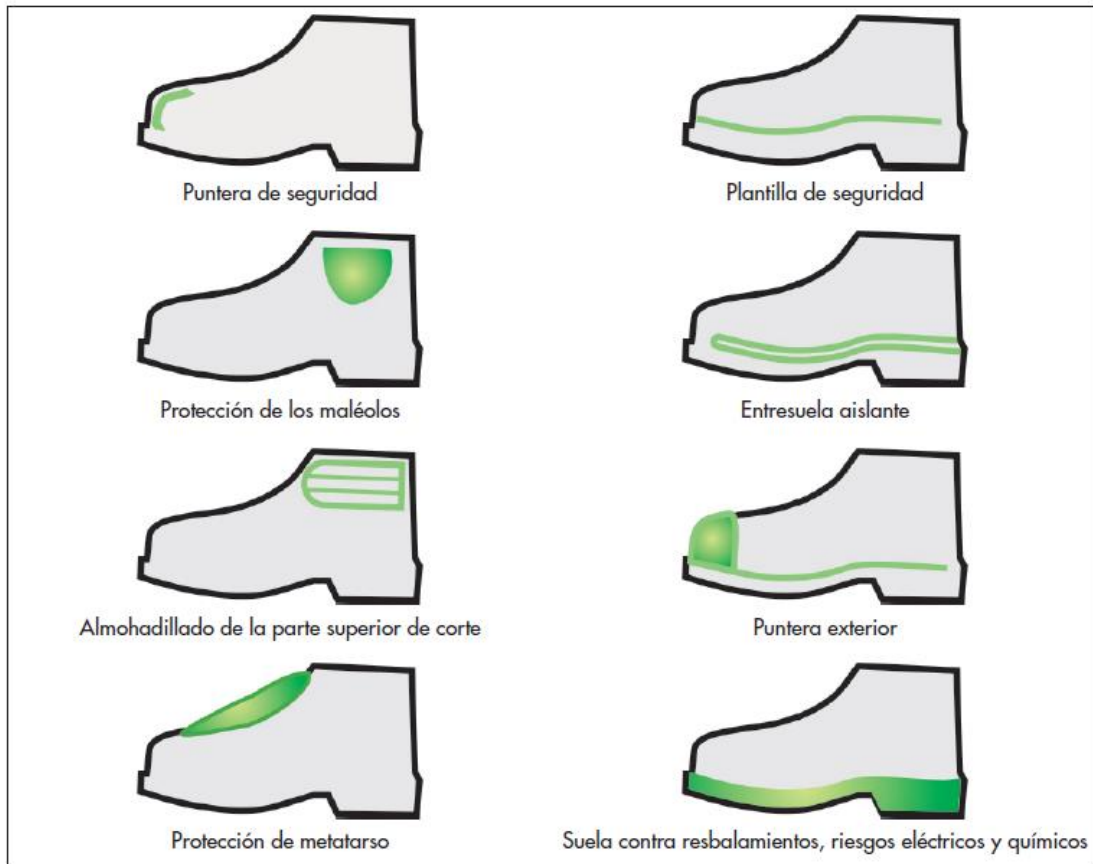 Puntera de seguridad
Plantilla de seguridad
Protección de los maléolos
Entresuela aislante
Almohadillado de la parte superior de corte
Puntera exterior
Protección de metatarso
Suela contra resbalamientos, riesgos eléctricos y químicos